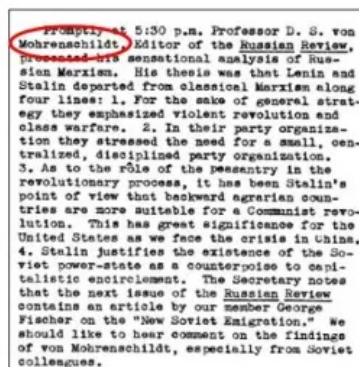 Promptly at 5:30 p.m. Professor D. S. von
Mohrenschildt, Editor of the Russian Review,
presented his sensational analysis of Rus-
sian Marxism. His thesis was that Lenin and
Stalin departed from classical Marxism along
four lines: 1. For the sake of general strat
egy they emphasized violent revolution and
class warfare. 2. In their party organiza-
tion they stressed the need for a small, cen-
tralized, disciplined party organization.
3. As to the rôle of the peasantry in the
revolutionary process, it has been Stalin's
point of view that backward agrarian coun-
tries are more suitable for a Communist revo-
lution. This has great significance for the
United States as we face the crisis in China.
4. Stalin justifies the existence of the So-
viet power-state as a counterpoise to capi-
talistic encirclement. The Secretary notes
that the next issue of the Russian Review
contains an article by our member George
Fischer on the "New Soviet Emigration." We
should like to hear comment on the findings
of von Mohrenschildt, especially from Soviet
colleagues.